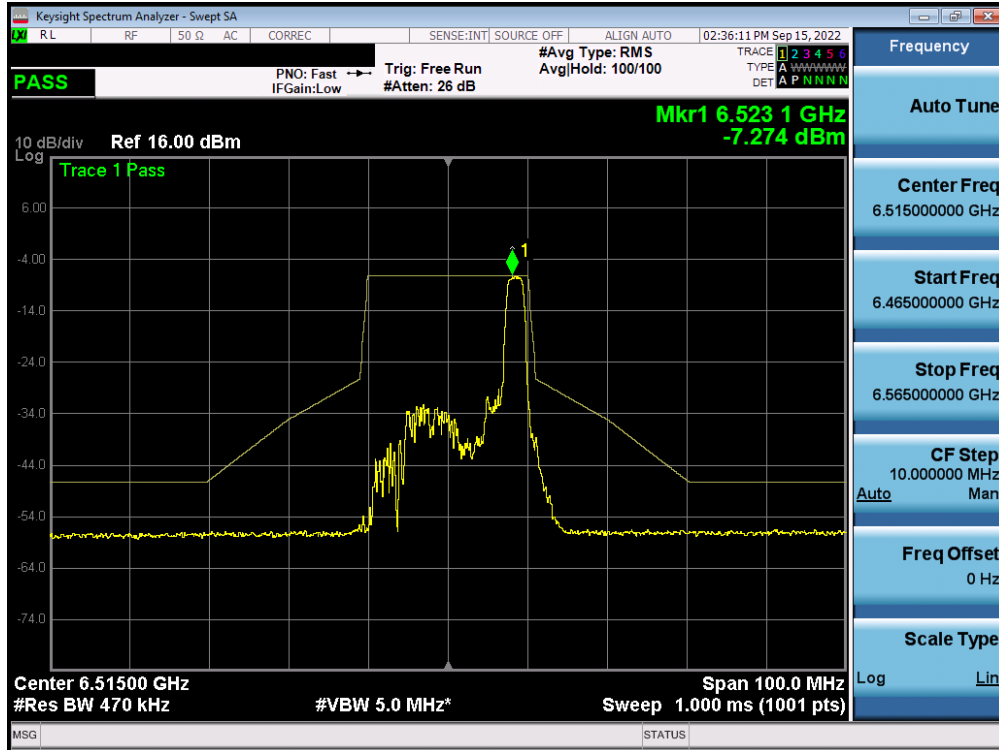 Keysight Spectrum Analyzer - Swept SA
LXI RL RF 50 Ω AC CORREC SENSE:INT SOURCE OFF ALIGN AUTO 02:36:11 PM Sep 15, 2022
PASS
PNO: Fast
IFGain:Low
Trig: Free Run
#Atten: 26 dB
#Avg Type: RMS
Avg|Hold: 100/100
TRACE 1 2 3 4 5 6
TYPE A WWWWW
DET A P N N N N
Mkr1 6.523 1 GHz
-7.274 dBm
10 dB/div Ref 16.00 dBm
Log
Trace 1 Pass
1
6.00
-4.00
-14.0
-24.0
-34.0
-44.0
-54.0
-64.0
-74.0
Center 6.51500 GHz
#Res BW 470 kHz
#VBW 5.0 MHz*
Span 100.0 MHz
Sweep 1.000 ms (1001 pts)
MSG
STATUS
Frequency
Auto Tune
Center Freq
6.515000000 GHz
Start Freq
6.465000000 GHz
Stop Freq
6.565000000 GHz
CF Step
10.000000 MHz
Auto Man
Freq Offset
0 Hz
Scale Type
Log Lin